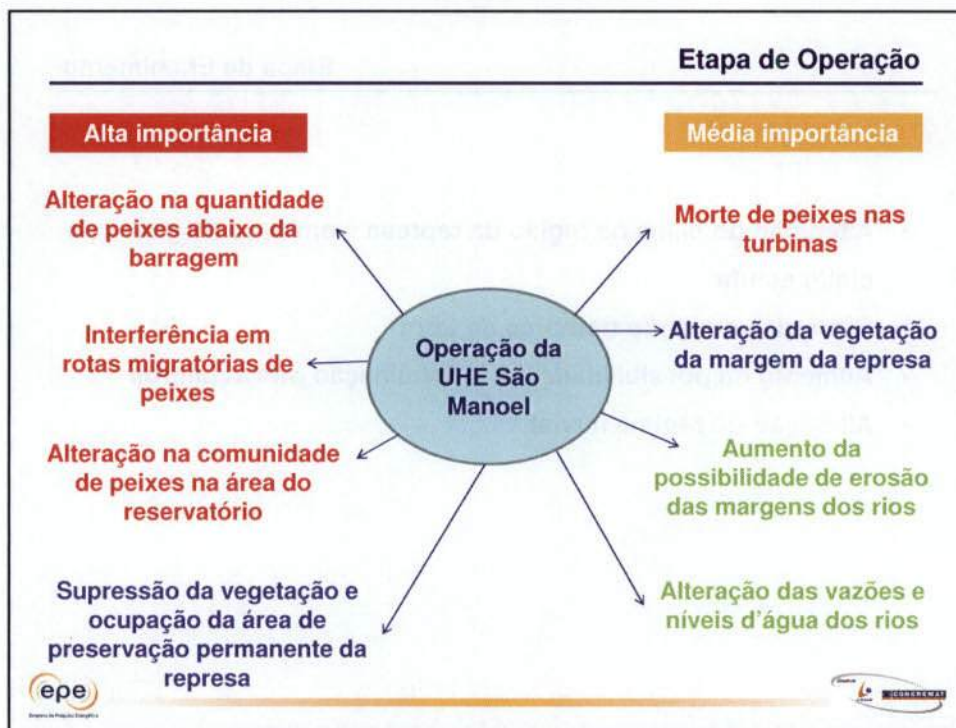 Etapa de Operação
Alta importância
Média importância
Alteração na quantidade
de peixes abaixo da
barragem
Interferência em
rotas migratórias de
peixes
Alteração na comunidade
de peixes na área do
reservatório
Supressão da vegetação e
ocupação da área de
preservação permanente da
represa
Operação da
UHE São
Manoel
Morte de peixes nas
turbinas
Alteração da vegetação
da margem da represa
Aumento da
possibilidade de erosão
das margens dos rios
Alteração das vazões e
níveis d'água dos rios
epe
Empresa de Pesquisa Energética
CONCREMAT